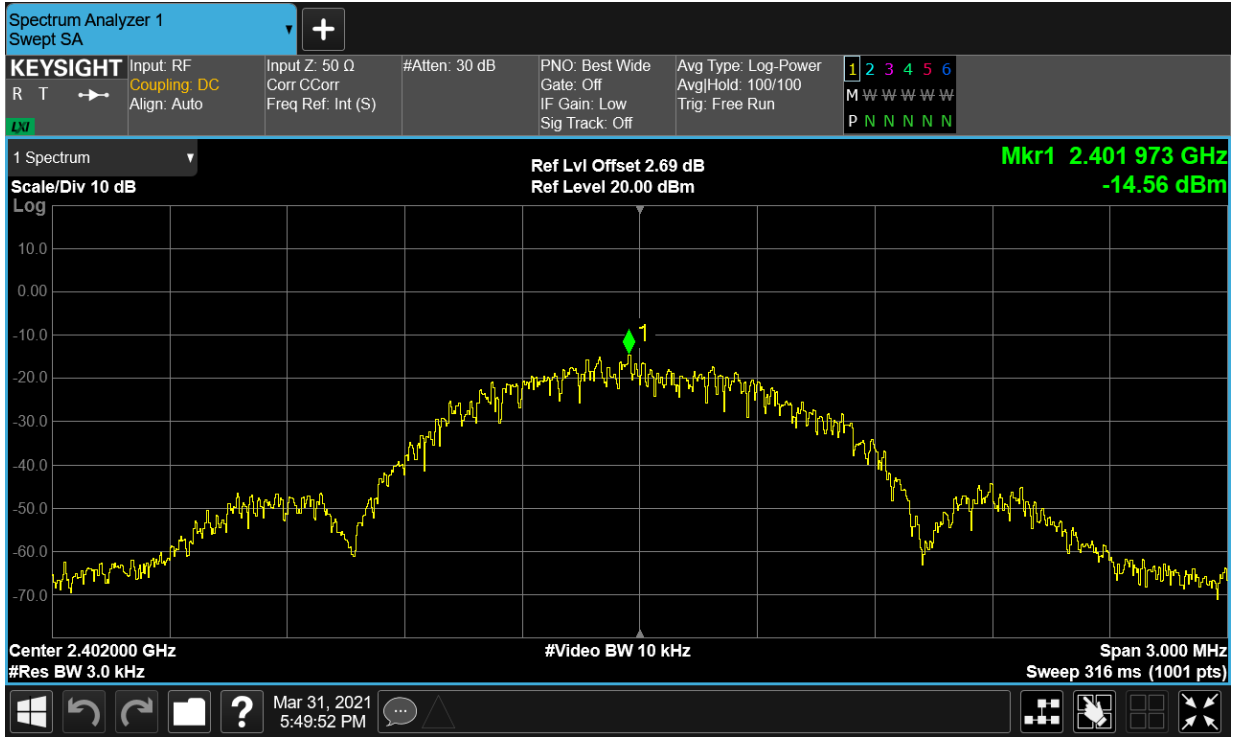 Spectrum Analyzer 1
Swept SA
KEYSIGHT
R T
LXI
Input: RF
Coupling: DC
Align: Auto
Input Z: 50 Ω
Corr CCorr
Freq Ref: Int (S)
#Atten: 30 dB
PNO: Best Wide
Gate: Off
IF Gain: Low
Sig Track: Off
Avg Type: Log-Power
Avg|Hold: 100/100
Trig: Free Run
1 2 3 4 5 6
M W W W W W
P N N N N N
1 Spectrum
Scale/Div 10 dB
Log
Ref Lvl Offset 2.69 dB
Ref Level 20.00 dBm
Mkr1 2.401 973 GHz
-14.56 dBm
10.0
0.00
-10.0
-20.0
-30.0
-40.0
-50.0
-60.0
-70.0
1
Center 2.402000 GHz
#Res BW 3.0 kHz
#Video BW 10 kHz
Span 3.000 MHz
Sweep 316 ms (1001 pts)
?
Mar 31, 2021
5:49:52 PM